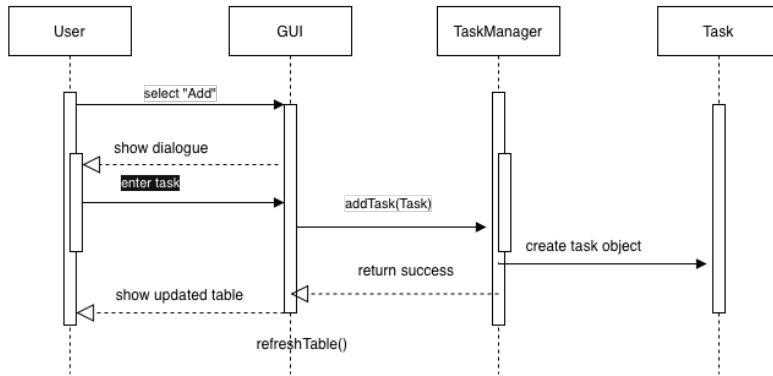 User
GUI
TaskManager
Task
select "Add"
show dialogue
enter task
addTask(Task)
create task object
return success
show updated table
refreshTable()